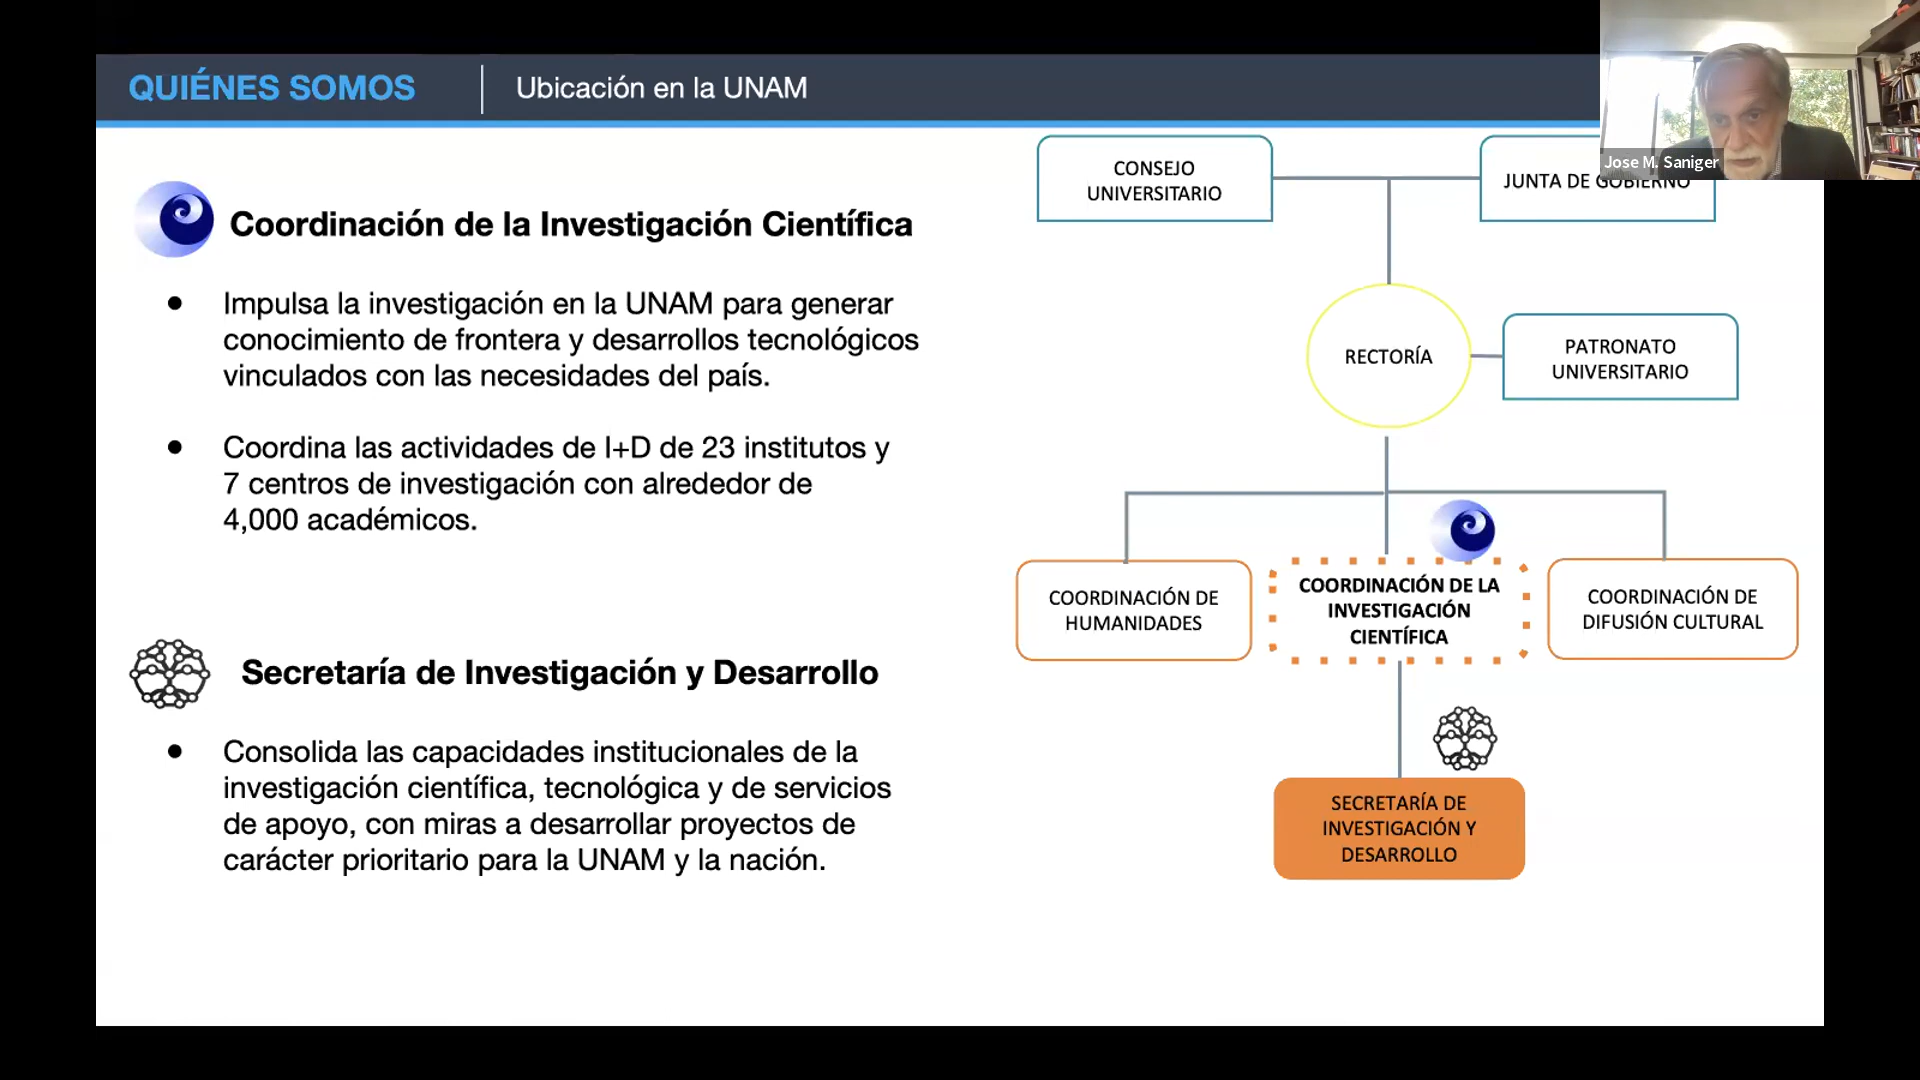 QUIÉNES SOMOS
Ubicación en la UNAM
Jose M. Saniger
Coordinación de la Investigación Científica
Impulsa la investigación en la UNAM para generar
conocimiento de frontera y desarrollos tecnológicos
vinculados con las necesidades del país.
Coordina las actividades de I+D de 23 institutos y
7 centros de investigación con alrededor de
4,000 académicos.
Secretaría de Investigación y Desarrollo
Consolida las capacidades institucionales de la
investigación científica, tecnológica y de servicios
de apoyo, con miras a desarrollar proyectos de
carácter prioritario para la UNAM y la nación.
CONSEJO
UNIVERSITARIO
JUNTA DE GOBIERNO
RECTORÍA
PATRONATO
UNIVERSITARIO
COORDINACIÓN DE
HUMANIDADES
COORDINACIÓN DE LA
INVESTIGACIÓN
CIENTÍFICA
COORDINACIÓN DE
DIFUSIÓN CULTURAL
SECRETARÍA DE
INVESTIGACIÓN Y
DESARROLLO